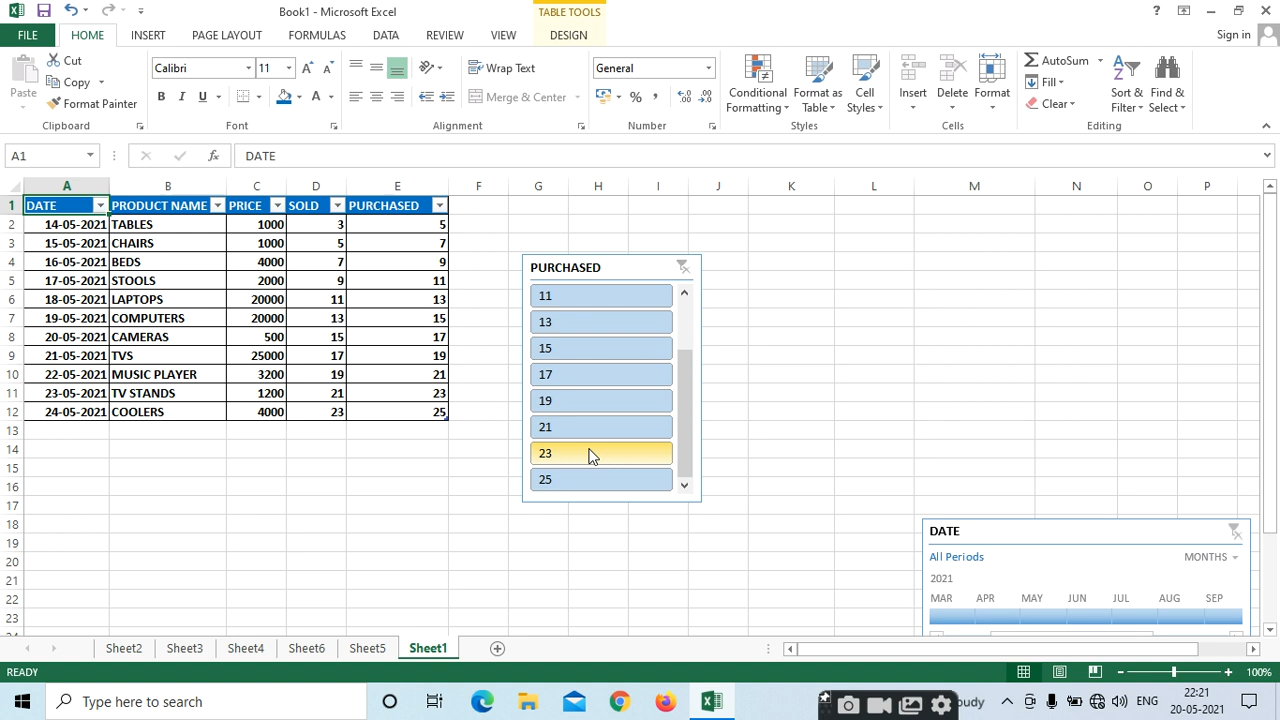 Book1 - Microsoft Excel
TABLE TOOLS
?
FILE HOME INSERT PAGE LAYOUT FORMULAS DATA REVIEW VIEW DESIGN Sign in
Paste
Cut
Copy
Format Painter
Clipboard
Calibri 11
B I U A
Font
Wrap Text
Merge & Center
Alignment
General
%
Number
Conditional Formatting
Format as Table
Cell Styles
Styles
Insert Delete Format
Cells
AutoSum
Fill
Clear
Sort & Filter
Find & Select
Editing
A1 fx DATE
A B C D E F G H I J K L M N O P
1 DATE PRODUCT NAME PRICE SOLD PURCHASED
2 14-05-2021 TABLES 1000 3 5
3 15-05-2021 CHAIRS 1000 5 7
4 16-05-2021 BEDS 4000 7 9
5 17-05-2021 STOOLS 2000 9 11
6 18-05-2021 LAPTOPS 20000 11 13
7 19-05-2021 COMPUTERS 20000 13 15
8 20-05-2021 CAMERAS 500 15 17
9 21-05-2021 TVS 25000 17 19
10 22-05-2021 MUSIC PLAYER 3200 19 21
11 23-05-2021 TV STANDS 1200 21 23
12 24-05-2021 COOLERS 4000 23 25
13
14
15
16
17
18
19
20
21
22
23
PURCHASED
11
13
15
17
19
21
23
25
DATE
All Periods MONTHS
2021
MAR APR MAY JUN JUL AUG SEP
Sheet2 Sheet3 Sheet4 Sheet6 Sheet5 Sheet1
READY 100%
Type here to search
ENG
22:21
20-05-2021